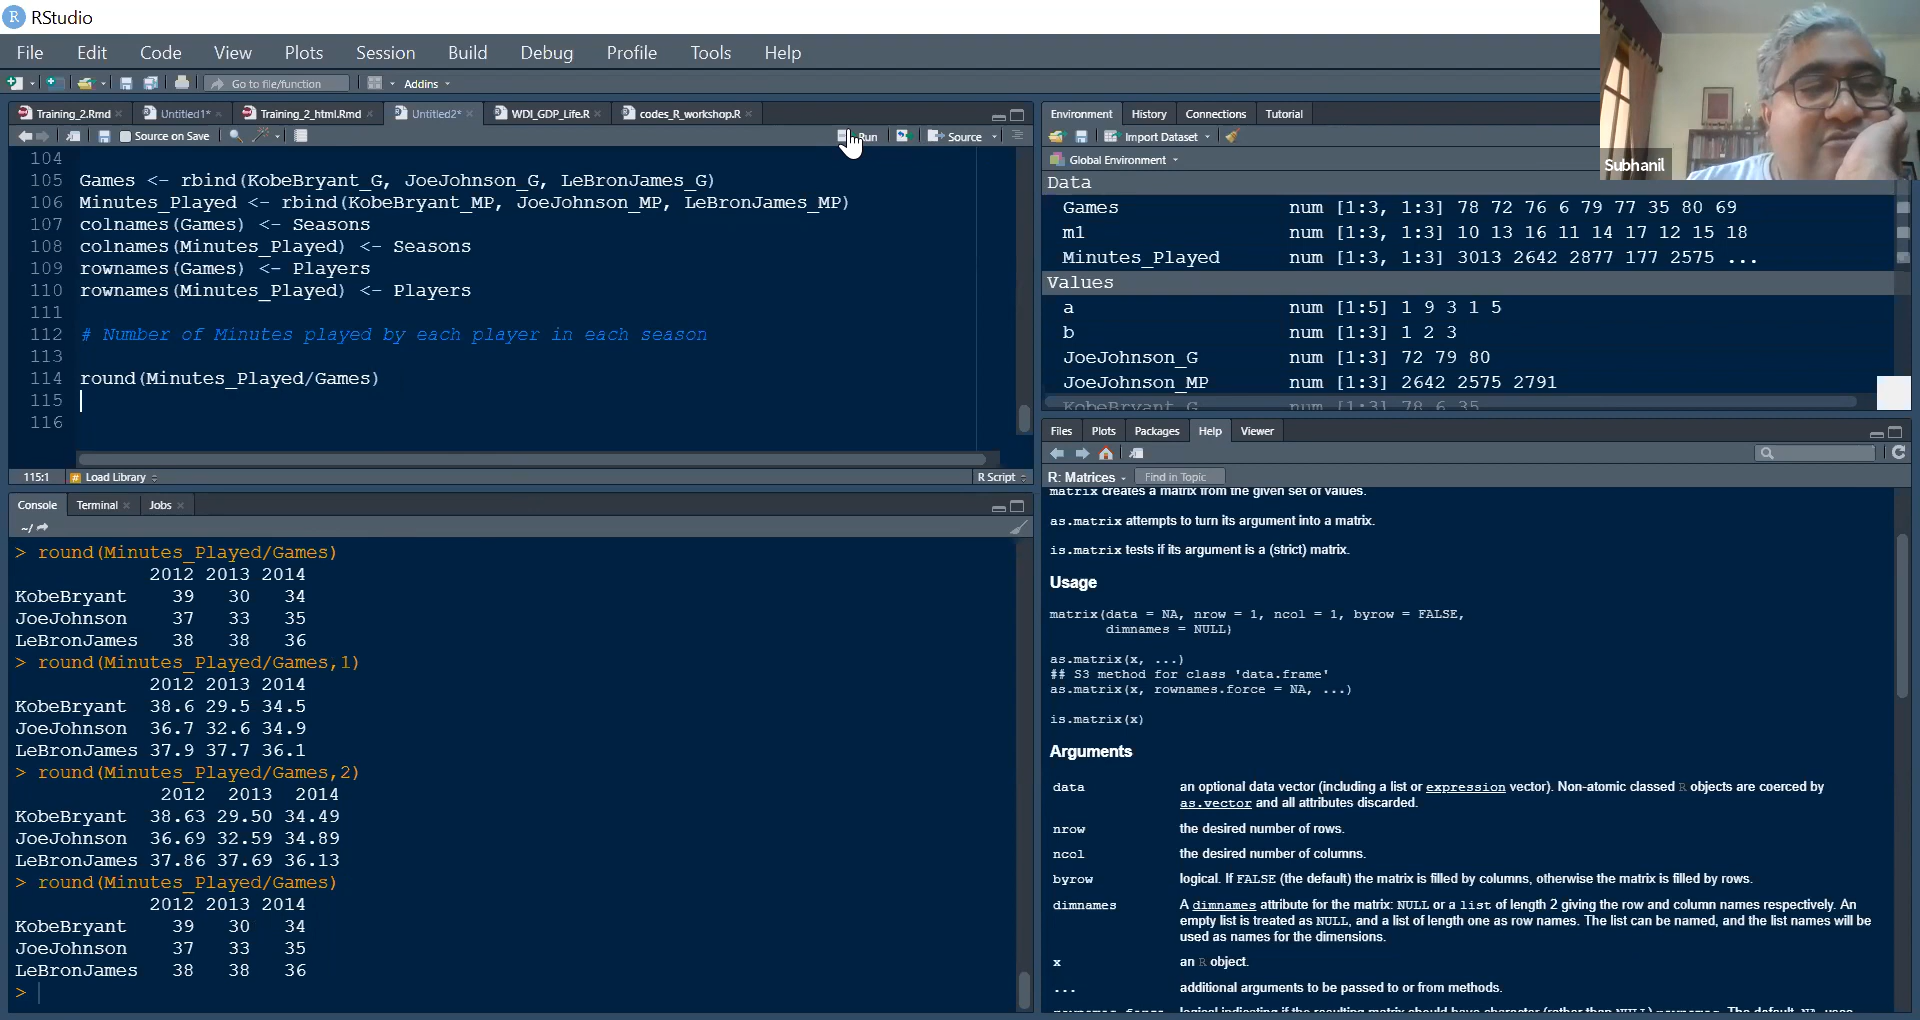 RStudio
File Edit Code View Plots Session Build Debug Profile Tools Help
Go to file/function Addins
Training_2.Rmd Untitled1* Training_2_html.Rmd Untitled2* WDI_GDP_Life.R codes_R_workshop.R
Source on Save Run Source
104
105 Games <- rbind(KobeBryant_G, JoeJohnson_G, LeBronJames_G)
106 Minutes_Played <- rbind(KobeBryant_MP, JoeJohnson_MP, LeBronJames_MP)
107 colnames(Games) <- Seasons
108 colnames(Minutes_Played) <- Seasons
109 rownames(Games) <- Players
110 rownames(Minutes_Played) <- Players
111
112 # Number of Minutes played by each player in each season
113
114 round(Minutes_Played/Games)
115
116
115:1 # Load Library R Script
Console Terminal Jobs
~/
> round(Minutes_Played/Games)
2012 2013 2014
KobeBryant 39 30 34
JoeJohnson 37 33 35
LeBronJames 38 38 36
> round(Minutes_Played/Games,1)
2012 2013 2014
KobeBryant 38.6 29.5 34.5
JoeJohnson 36.7 32.6 34.9
LeBronJames 37.9 37.7 36.1
> round(Minutes_Played/Games,2)
2012 2013 2014
KobeBryant 38.63 29.50 34.49
JoeJohnson 36.69 32.59 34.89
LeBronJames 37.86 37.69 36.13
> round(Minutes_Played/Games)
2012 2013 2014
KobeBryant 39 30 34
JoeJohnson 37 33 35
LeBronJames 38 38 36
>
Subhanil
Environment History Connections Tutorial
Import Dataset
Global Environment
Data
Games num [1:3, 1:3] 78 72 76 6 79 77 35 80 69
m1 num [1:3, 1:3] 10 13 16 11 14 17 12 15 18
Minutes_Played num [1:3, 1:3] 3013 2642 2877 177 2575 ...
Values
a num [1:5] 1 9 3 1 5
b num [1:3] 1 2 3
JoeJohnson_G num [1:3] 72 79 80
JoeJohnson_MP num [1:3] 2642 2575 2791
KobeBryant_G num [1:3] 78 6 35
Files Plots Packages Help Viewer
R: Matrices Find in Topic
matrix creates a matrix from the given set of values.
as.matrix attempts to turn its argument into a matrix.
is.matrix tests if its argument is a (strict) matrix.
Usage
matrix(data = NA, nrow = 1, ncol = 1, byrow = FALSE,
dimnames = NULL)
as.matrix(x, ...)
## S3 method for class 'data.frame'
as.matrix(x, rownames.force = NA, ...)
is.matrix(x)
Arguments
data an optional data vector (including a list or expression vector). Non-atomic classed R objects are coerced by
as.vector and all attributes discarded.
nrow the desired number of rows.
ncol the desired number of columns.
byrow logical. If FALSE (the default) the matrix is filled by columns, otherwise the matrix is filled by rows.
dimnames A dimnames attribute for the matrix: NULL or a list of length 2 giving the row and column names respectively. An
empty list is treated as NULL, and a list of length one as row names. The list can be named, and the list names will be
used as names for the dimensions.
x an R object.
... additional arguments to be passed to or from methods.